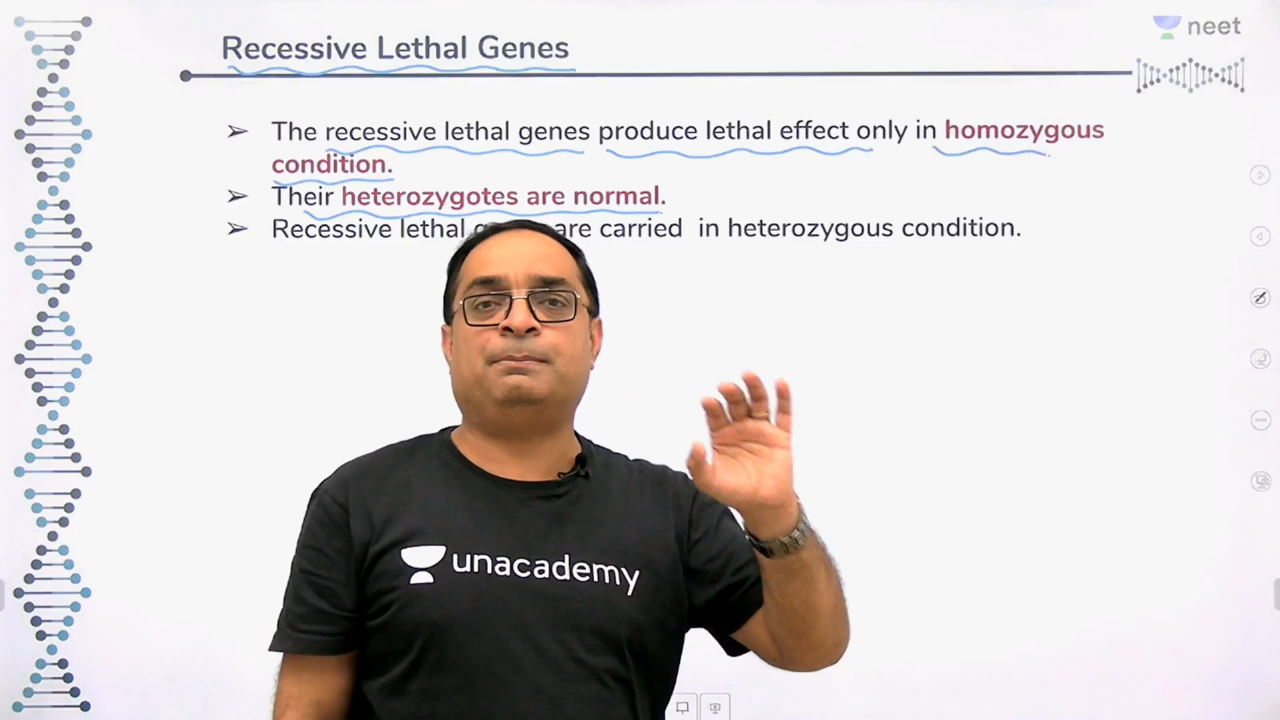 neet
Recessive Lethal Genes
➢ The recessive lethal genes produce lethal effect only in homozygous
condition.
➢ Their heterozygotes are normal.
➢ Recessive lethal are carried in heterozygous condition.
unacademy